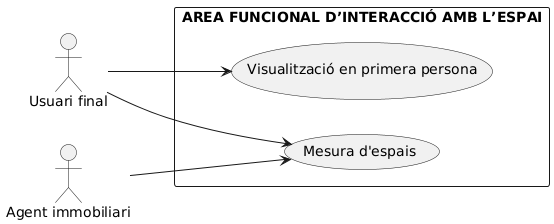 AREA FUNCIONAL D’INTERACCIÓ AMB L’ESPAI
Visualització en primera persona
Usuari final
Mesura d'espais
Agent immobiliari